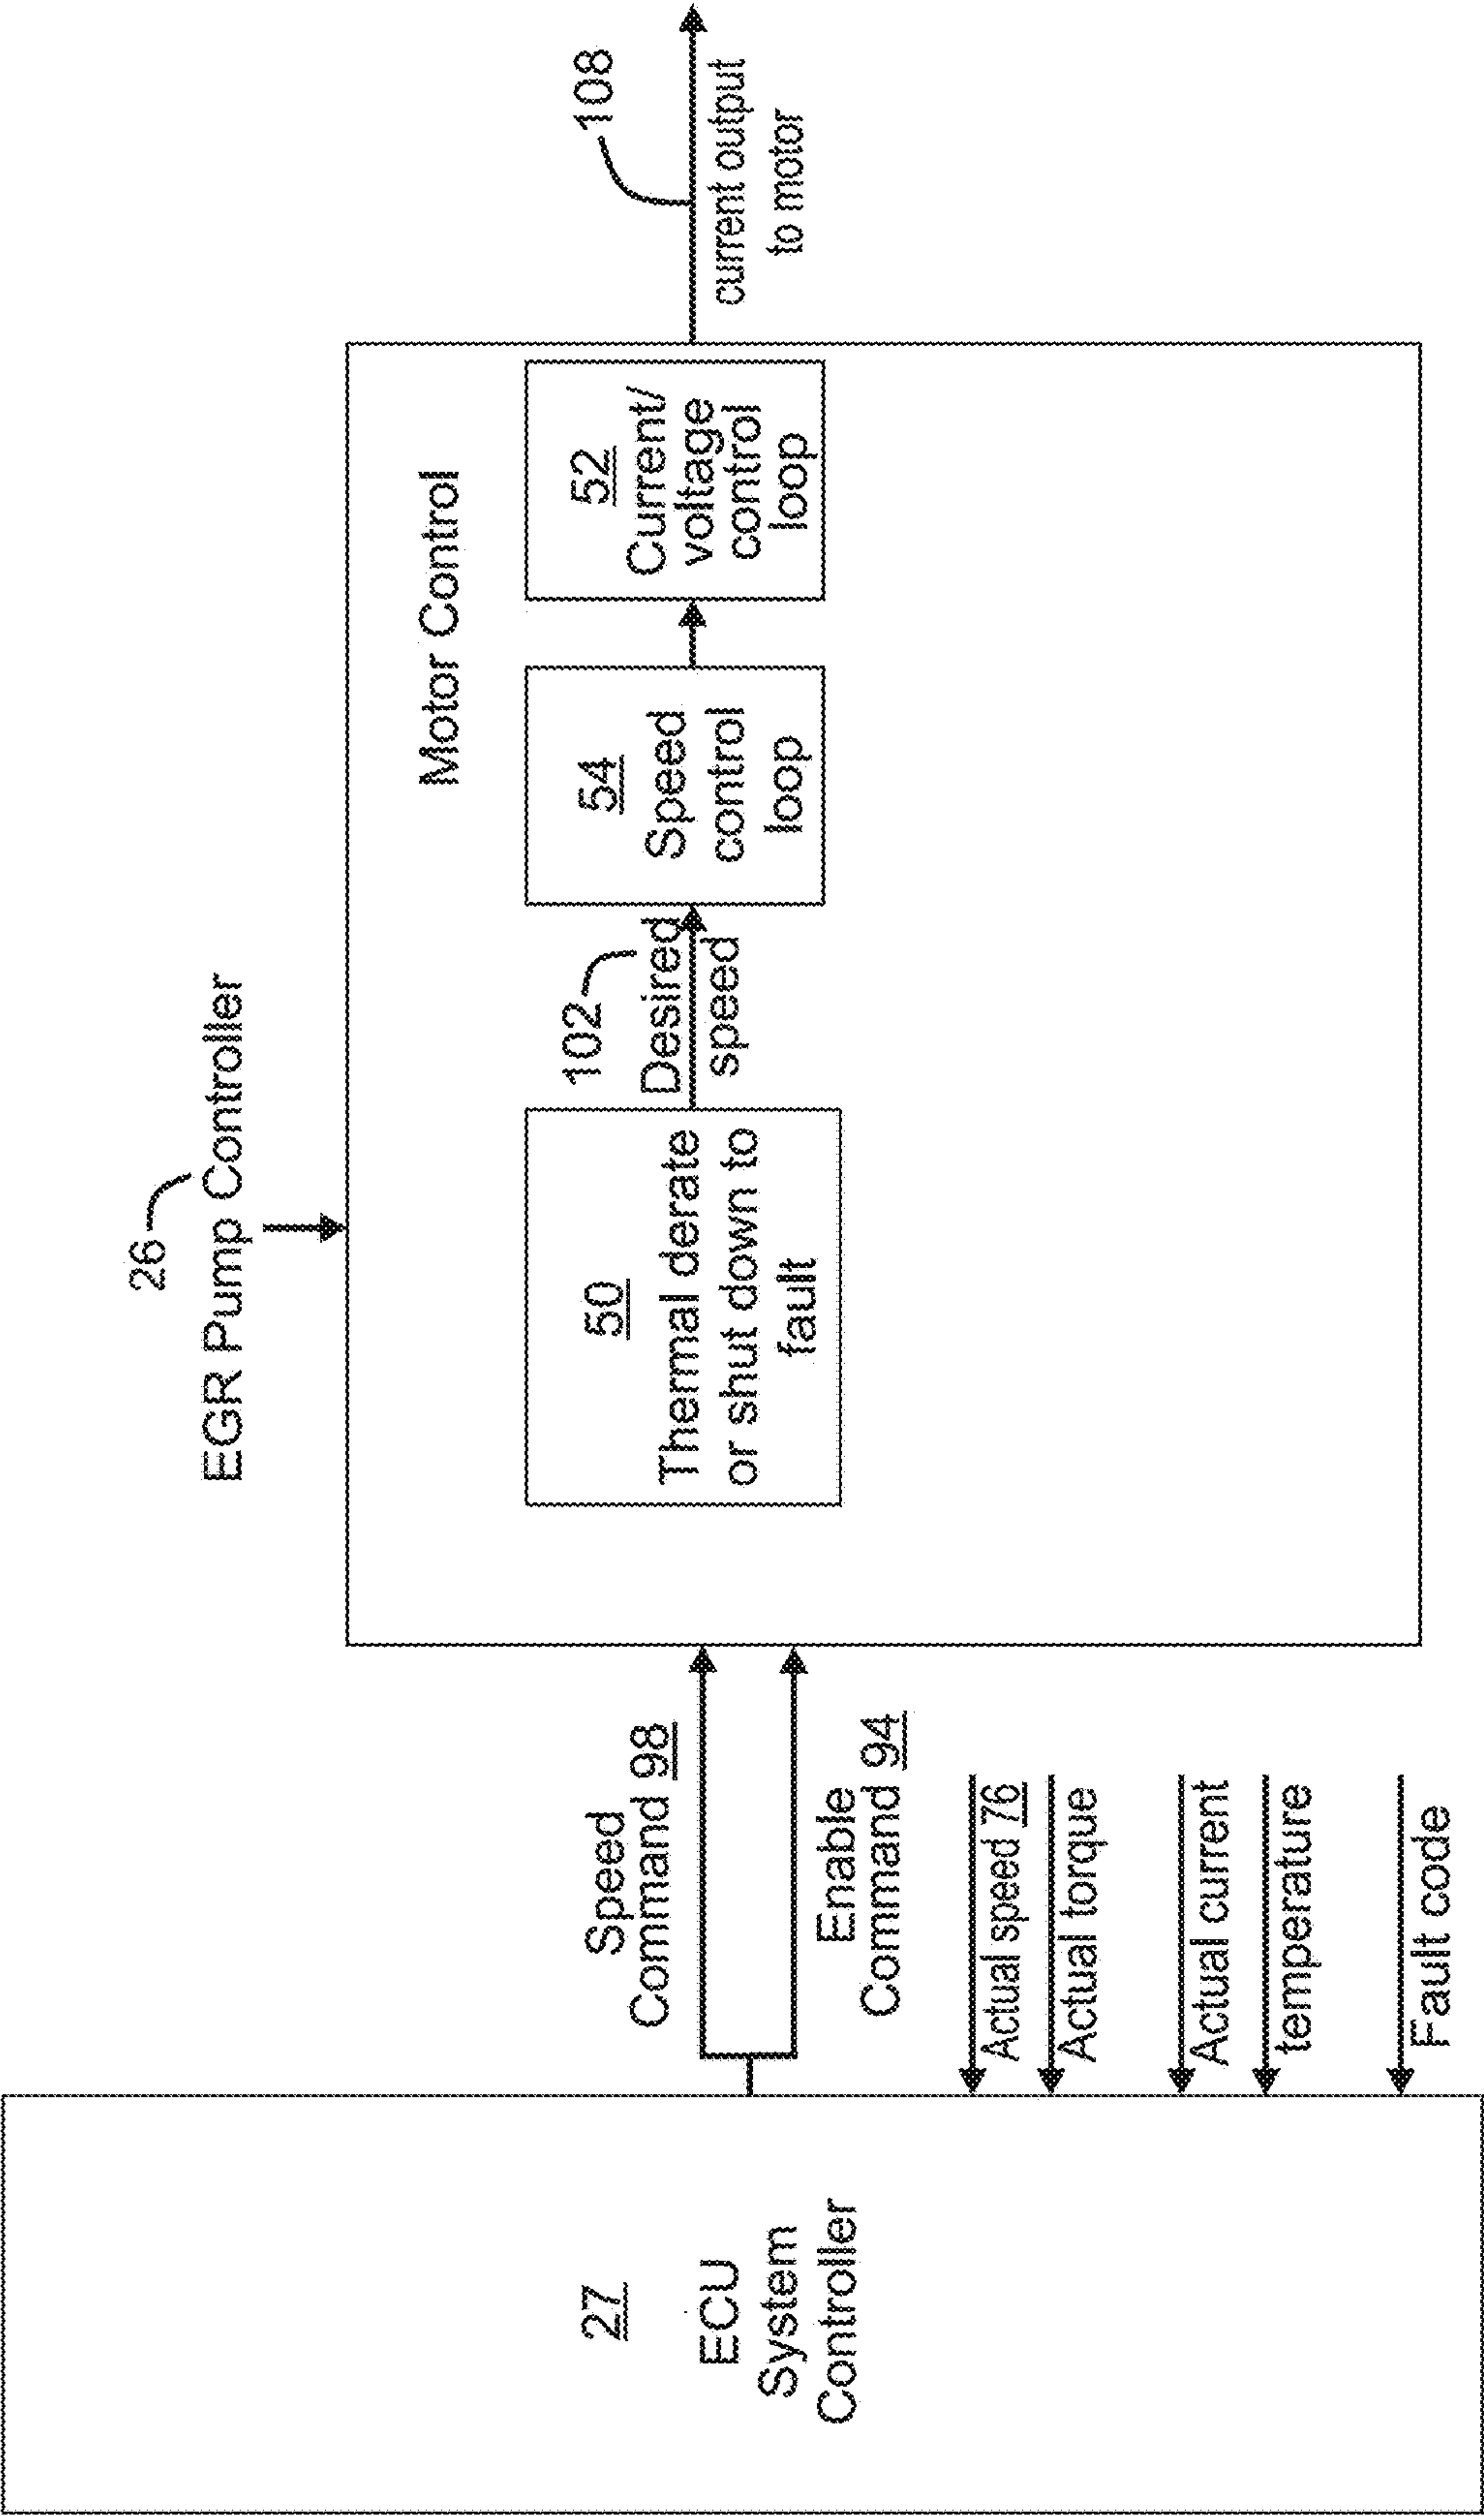 27
ECU
System
Controller
Speed
Command 98
Enable
Command 94
Actual speed 76
Actual torque
Actual current
temperature
Fault code
26
EGR Pump Controller
Motor Control
50
Thermal derate
or shut down to
fault
102
Desired
speed
54
Speed
control
loop
52
Current/
voltage
control
loop
108
current output
to motor